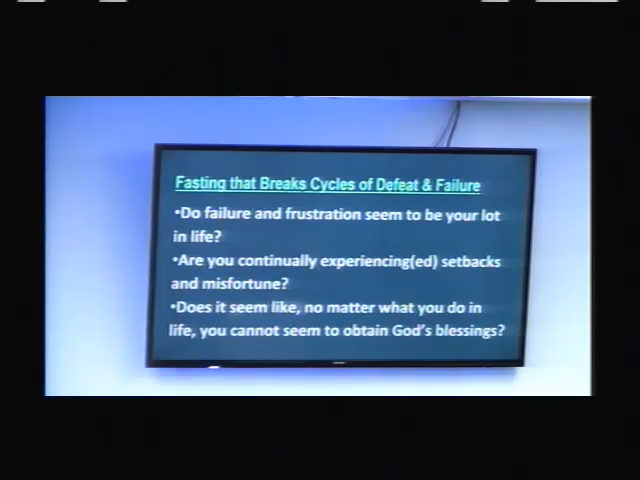 Fasting that Breaks Cycles of Defeat & Failure
•Do failure and frustration seem to be your lot
in life?
•Are you continually experiencing(ed) setbacks
and misfortune?
•Does it seem like, no matter what you do in
life, you cannot seem to obtain God's blessings?